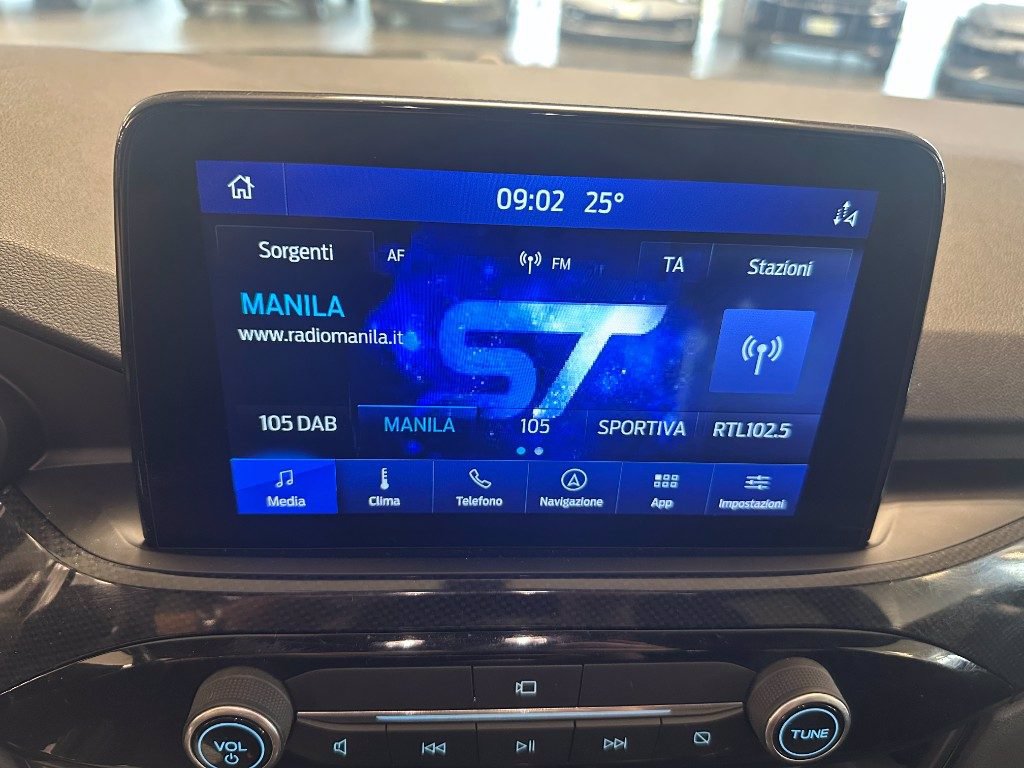 09:02 25°
Sorgenti AF FM TA Stazioni
MANILA
www.radiomanila.it
ST
105 DAB MANILA 105 SPORTIVA RTL102.5
Media Clima Telefono Navigazione App Impostazioni
VOL TUNE